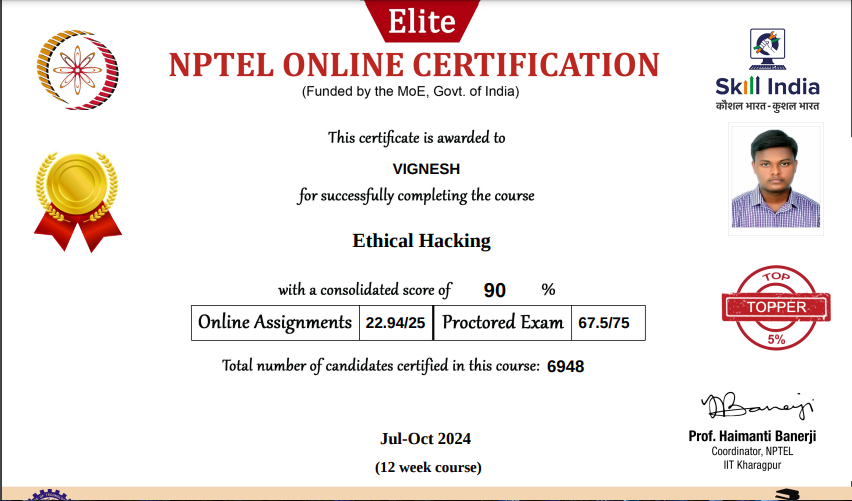 Elite
NPTEL ONLINE CERTIFICATION
(Funded by the MoE, Govt. of India)
Skill India
कौशल भारत - कुशल भारत
This certificate is awarded to
VIGNESH
for successfully completing the course
Ethical Hacking
with a consolidated score of 90 %
Online Assignments 22.94/25 Proctored Exam 67.5/75
TOP
TOPPER
5%
Total number of candidates certified in this course: 6948
Jul-Oct 2024
(12 week course)
Prof. Haimanti Banerji
Coordinator, NPTEL
IIT Kharagpur